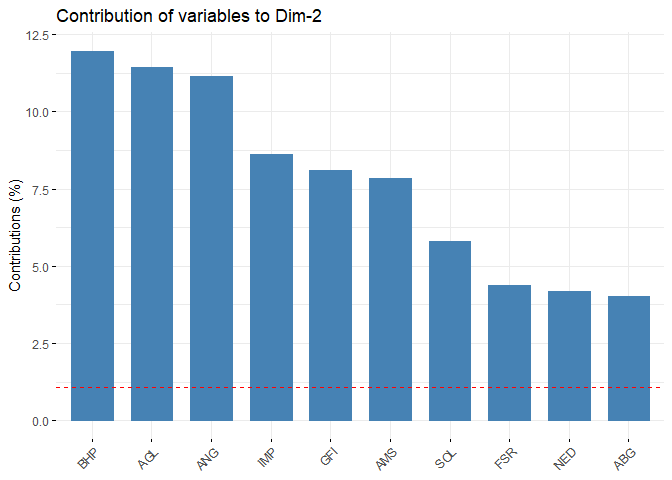 Contribution of variables to Dim-2
Contributions (%)
12.5
10.0
7.5
5.0
2.5
0.0
BHP
AGL
ANG
IMP
GFI
AMS
SOL
FSR
NED
ABG